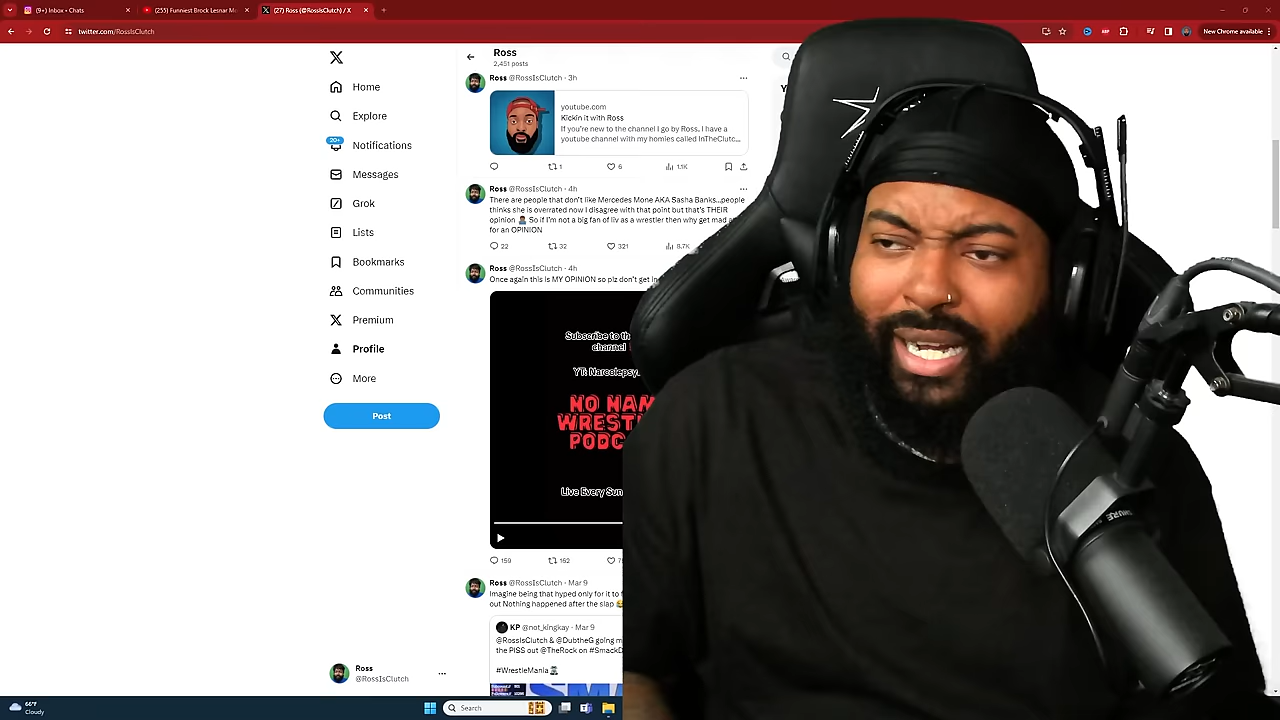 (9+) Inbox • Chats
(255) Funniest Brock Lesnar M
(27) Ross (@RossIsClutch) / X
twitter.com/RossIsClutch
New Chrome available
Home
Explore
20+
Notifications
Messages
Grok
Lists
Bookmarks
Communities
Premium
Profile
More
Post
Ross
@RossIsClutch
Ross
2,451 posts
Ross @RossIsClutch · 3h
youtube.com
Kickin it with Ross
If you're new to the channel I go by Ross. I have a
youtube channel with my homies called InTheClutc...
1 6 1.1K
Ross @RossIsClutch · 4h
There are people that don't like Mercedes Mone AKA Sasha Banks...people
thinks she is overrated now I disagree with that point but that's THEIR
opinion So if I'm not a big fan of liv as a wrestler then why get mad
for an OPINION
22 32 321 8.7K
Ross @RossIsClutch · 4h
Once again this is MY OPINION so plz don't get in
Subscribe to th
channel
YT: Narcolepsy.
NO NAM
WREST
PODC
Live Every Sun
159 162
Ross @RossIsClutch · Mar 9
Imagine being that hyped only for it to
out Nothing happened after the slap
KP @not_kingkay · Mar 9
@RossIsClutch & @DubtheG going m
the PISS out @TheRock on #SmackD
#WrestleMania
SHURE
66°F
Cloudy
Search